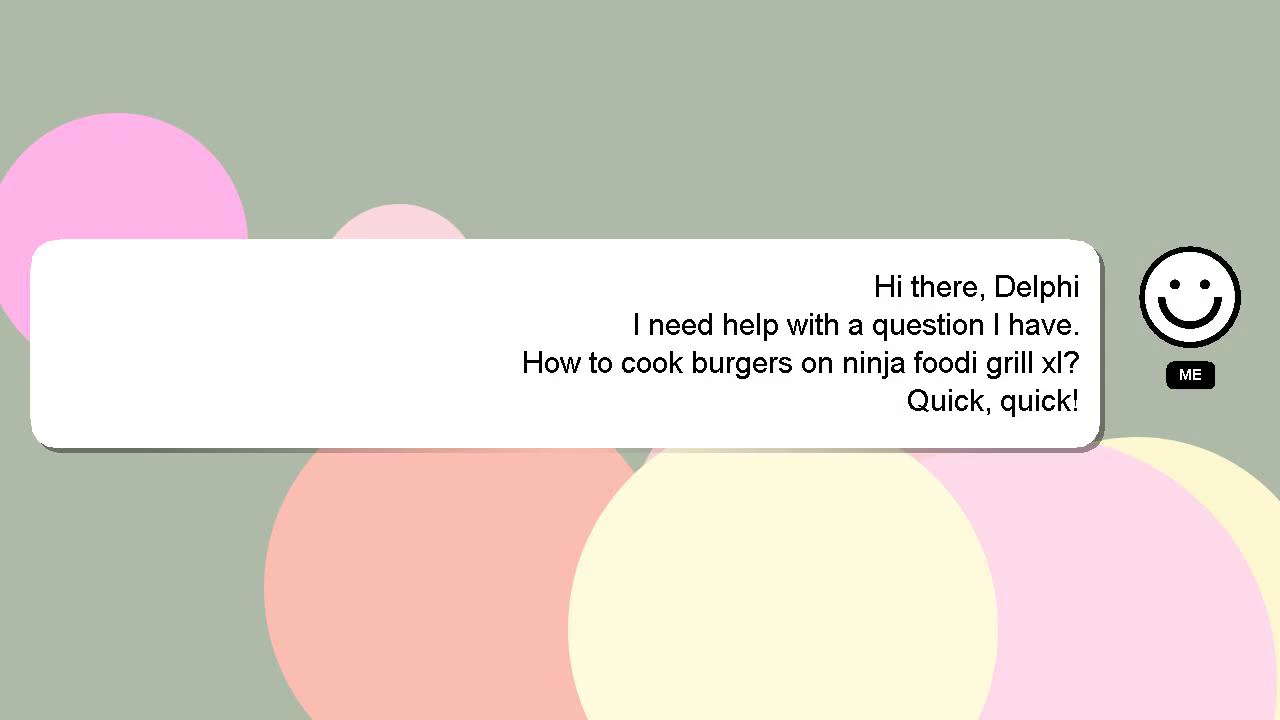 Hi there, Delphi
I need help with a question I have.
How to cook burgers on ninja foodi grill xl?
Quick, quick!
ME